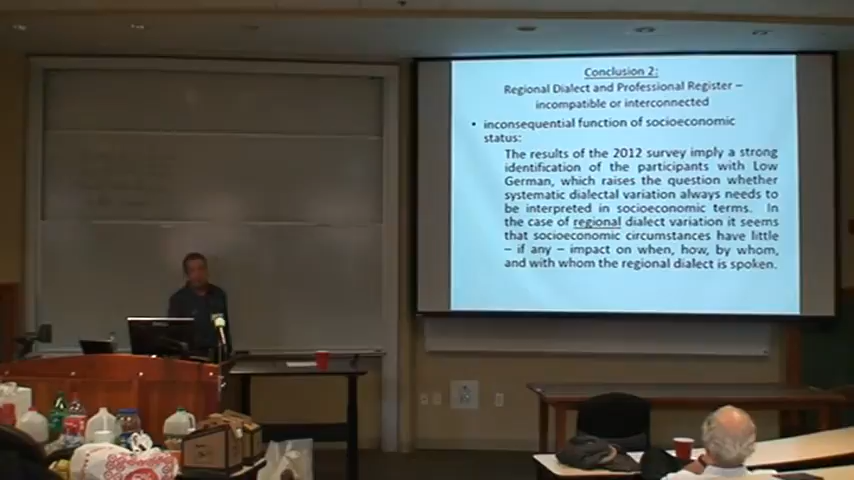 Conclusion 2:
Regional Dialect and Professional Register –
incompatible or interconnected
• inconsequential function of socioeconomic
status:
The results of the 2012 survey imply a strong
identification of the participants with Low
German, which raises the question whether
systematic dialectal variation always needs to
be interpreted in socioeconomic terms. In
the case of regional dialect variation it seems
that socioeconomic circumstances have little
– if any – impact on when, how, by whom,
and with whom the regional dialect is spoken.